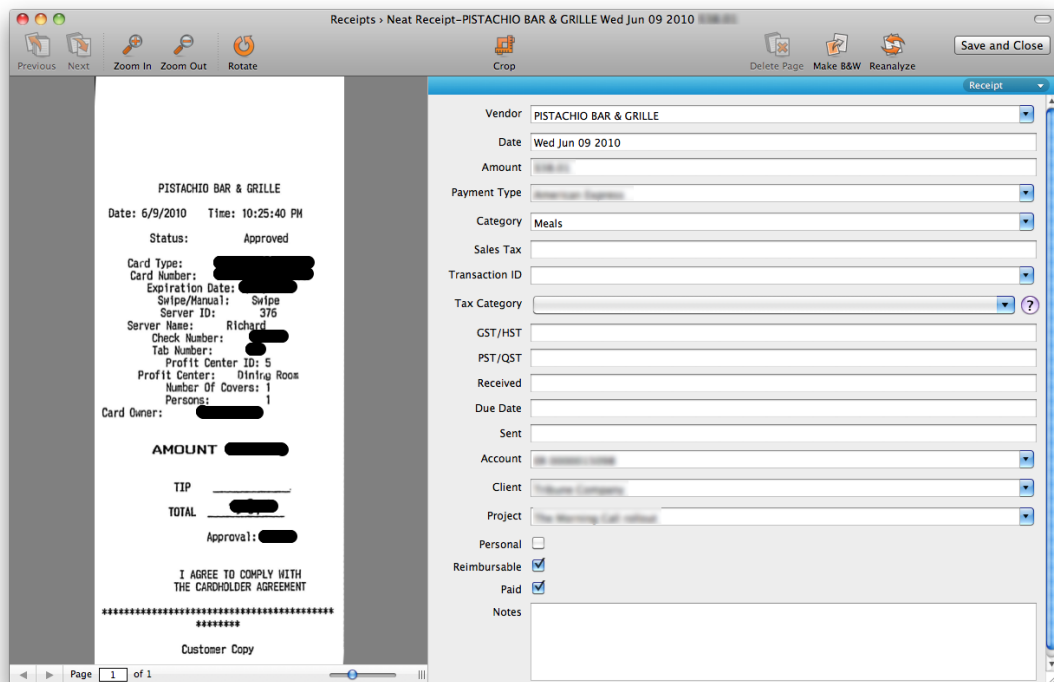 Receipts › Neat Receipt–PISTACHIO BAR & GRILLE Wed Jun 09 2010
Previous Next Zoom In Zoom Out Rotate Crop Delete Page Make B&W Reanalyze Save and Close
Receipt
PISTACHIO BAR & GRILLE
Date: 6/9/2010 Time: 10:25:40 PM
Status: Approved
Card Type:
Card Number:
Expiration Date:
Swipe/Manual: Swipe
Server ID: 376
Server Name: Richard
Check Number:
Tab Number:
Profit Center ID: 5
Profit Center: Dining Room
Number Of Covers: 1
Persons: 1
Card Owner:
AMOUNT
TIP
TOTAL
Approval:
I AGREE TO COMPLY WITH
THE CARDHOLDER AGREEMENT
******************************************
********
Customer Copy
Page 1 of 1
Vendor PISTACHIO BAR & GRILLE
Date Wed Jun 09 2010
Amount
Payment Type
Category Meals
Sales Tax
Transaction ID
Tax Category ?
GST/HST
PST/QST
Received
Due Date
Sent
Account
Client
Project
Personal
Reimbursable
Paid
Notes